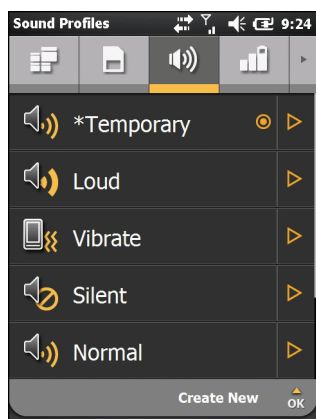 Sound Profiles 9:24
*Temporary
Loud
Vibrate
Silent
Normal
Create New OK